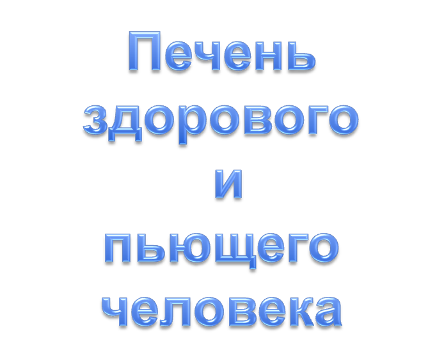 Печень
здорового
и
пьющего
человека